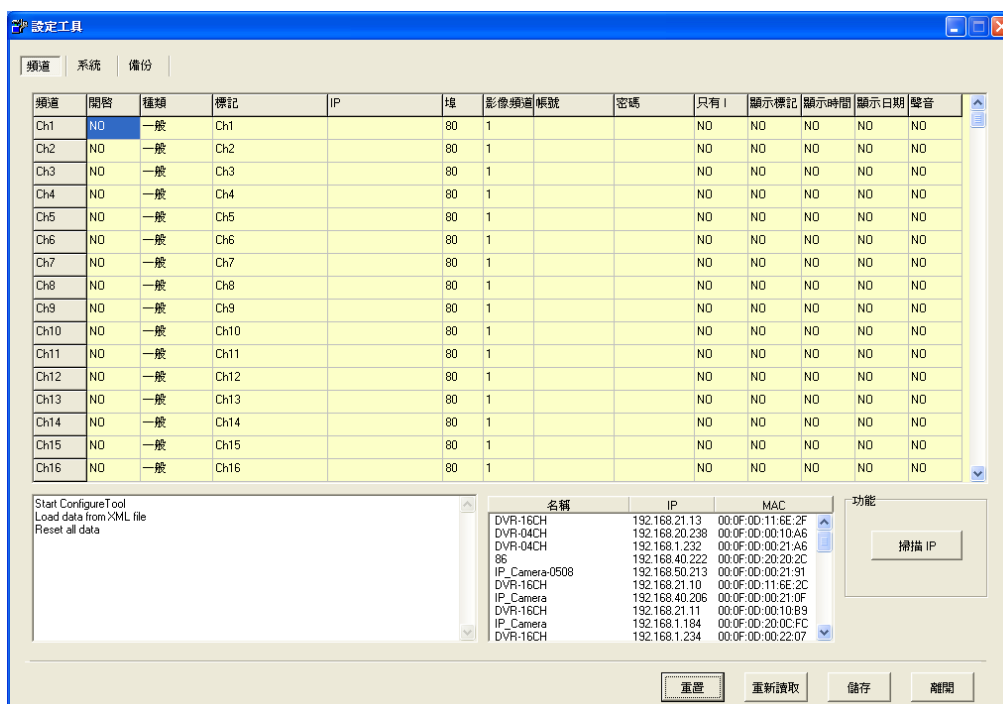 設定工具
頻道 系統 備份
頻道 開啓 種類 標記 IP 埠 影像頻道 帳號 密碼 只有 I 顯示標記 顯示時間 顯示日期 聲音
Ch1 NO 一般 Ch1 80 1 NO NO NO NO NO
Ch2 NO 一般 Ch2 80 1 NO NO NO NO NO
Ch3 NO 一般 Ch3 80 1 NO NO NO NO NO
Ch4 NO 一般 Ch4 80 1 NO NO NO NO NO
Ch5 NO 一般 Ch5 80 1 NO NO NO NO NO
Ch6 NO 一般 Ch6 80 1 NO NO NO NO NO
Ch7 NO 一般 Ch7 80 1 NO NO NO NO NO
Ch8 NO 一般 Ch8 80 1 NO NO NO NO NO
Ch9 NO 一般 Ch9 80 1 NO NO NO NO NO
Ch10 NO 一般 Ch10 80 1 NO NO NO NO NO
Ch11 NO 一般 Ch11 80 1 NO NO NO NO NO
Ch12 NO 一般 Ch12 80 1 NO NO NO NO NO
Ch13 NO 一般 Ch13 80 1 NO NO NO NO NO
Ch14 NO 一般 Ch14 80 1 NO NO NO NO NO
Ch15 NO 一般 Ch15 80 1 NO NO NO NO NO
Ch16 NO 一般 Ch16 80 1 NO NO NO NO NO
Start ConfigureTool
Load data from XML file
Reset all data
名稱 IP MAC
DVR-16CH 192.168.21.13 00:0F:0D:11:6E:2F
DVR-04CH 192.168.20.238 00:0F:0D:00:10:A6
DVR-04CH 192.168.1.232 00:0F:0D:00:21:A6
86 192.168.40.222 00:0F:0D:20:20:2C
IP_Camera-0508 192.168.50.213 00:0F:0D:00:21:91
DVR-16CH 192.168.21.10 00:0F:0D:11:6E:2C
IP_Camera 192.168.40.206 00:0F:0D:00:21:0F
DVR-16CH 192.168.21.11 00:0F:0D:00:10:B9
IP_Camera 192.168.1.184 00:0F:0D:20:0C:FC
DVR-16CH 192.168.1.234 00:0F:0D:00:22:07
功能
掃描 IP
重置 重新讀取 儲存 離開